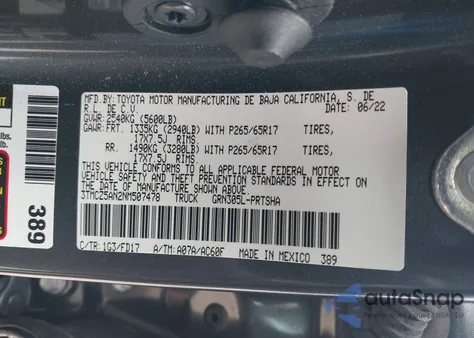 MFD BY: TOYOTA MOTOR MANUFACTURING DE BAJA CALIFORNIA, S. DE
R.L. DE C.V. DATE: 06/22
GVWR: 2540KG (5600LB)
GAWR: FRT. 1335KG (2940LB) WITH P265/65R17 TIRES,
17X7.5J RIMS.
RR. 1490KG (3280LB) WITH P265/65R17 TIRES,
17X7.5J RIMS.
THIS VEHICLE CONFORMS TO ALL APPLICABLE FEDERAL MOTOR
VEHICLE SAFETY AND THEFT PREVENTION STANDARDS IN EFFECT ON
THE DATE OF MANUFACTURE SHOWN ABOVE.
3TMCZ5AN2NM507478 TRUCK GRN305L-PRTSHA
C/TR: 1G3/FD17 A/TM: A07A/AC60F MADE IN MEXICO 389
389
lbs.
autoSnap